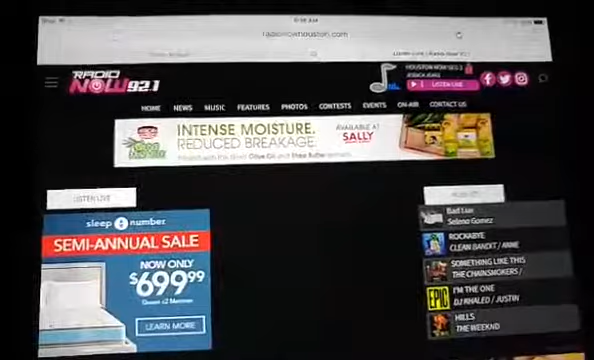 radionowhouston.com
RADIO NOW 92.1
HOUSTON NOW
LISTEN LIVE
HOME NEWS MUSIC FEATURES PHOTOS CONTESTS EVENTS ON-AIR CONTACT US
INTENSE MOISTURE.
REDUCED BREAKAGE.
AVAILABLE AT
SALLY
LISTEN LIVE
sleep number
SEMI-ANNUAL SALE
NOW ONLY
$699⁹⁹
LEARN MORE
Bad Liar
Selena Gomez
ROCKABYE
CLEAN BANDIT / ANNE
SOMETHING LIKE THIS
THE CHAINSMOKERS /
EPIC
I'M THE ONE
DJ KHALED / JUSTIN
HILLS
THE WEEKND